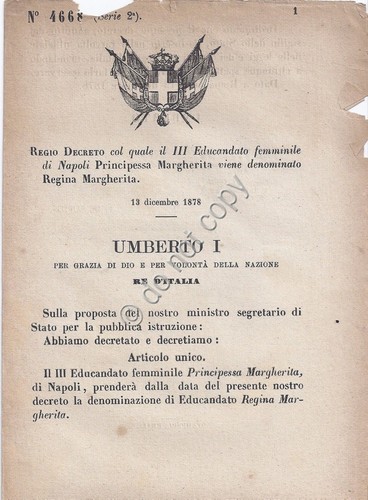 N° 4668 (Serie 2ª).
1
REGIO DECRETO col quale il III Educandato femminile
di Napoli Principessa Margherita viene denominato
Regina Margherita.
13 dicembre 1878
UMBERTO I
PER GRAZIA DI DIO E PER VOLONTÀ DELLA NAZIONE
RE D'ITALIA
Sulla proposta del nostro ministro segretario di
Stato per la pubblica istruzione:
Abbiamo decretato e decretiamo:
Articolo unico.
Il III Educandato femminile Principessa Margherita,
di Napoli, prenderà dalla data del presente nostro
decreto la denominazione di Educandato Regina Mar-
gherita.
do not copy